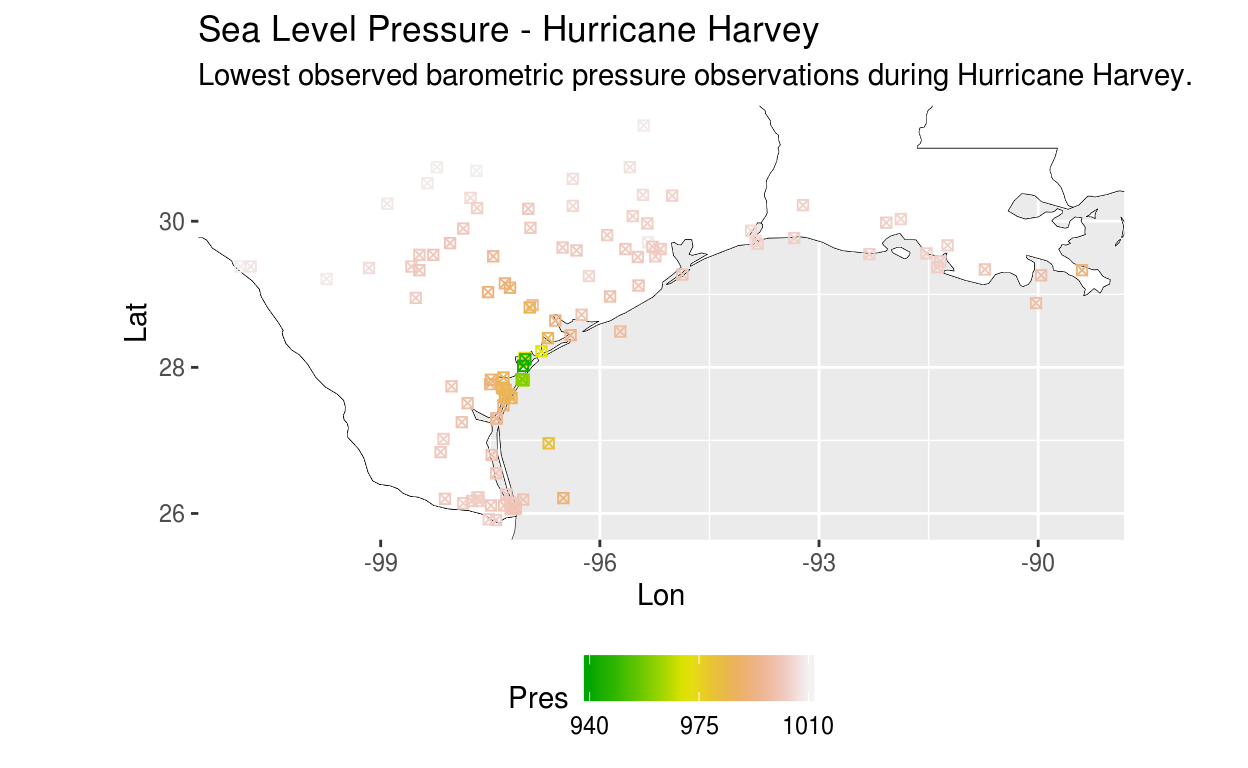 Sea Level Pressure - Hurricane Harvey
Lowest observed barometric pressure observations during Hurricane Harvey.
Lat
30
28
26
-99
-96
-93
-90
Lon
Pres
940
975
1010